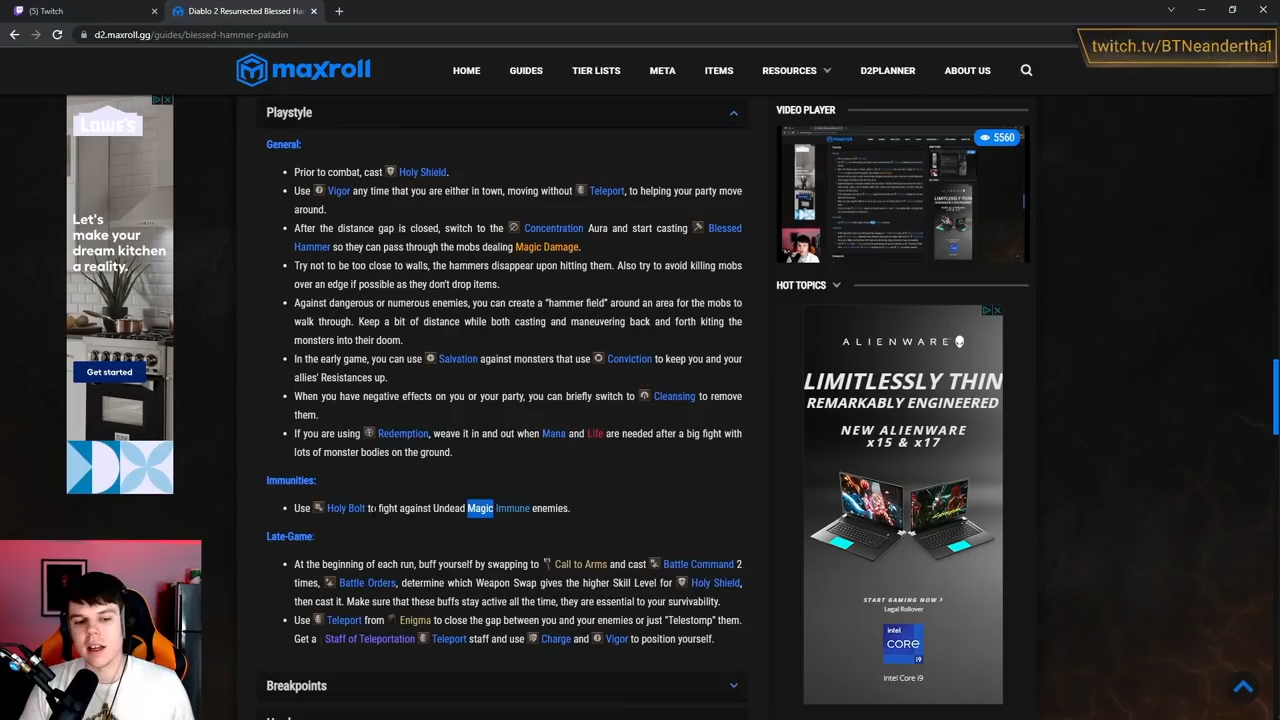 (5) Twitch
Diablo 2 Resurrected Blessed Ha
d2.maxroll.gg/guides/blessed-hammer-paladin
twitch.tv/BTNeanderthal
maxroll
HOME
GUIDES
TIER LISTS
META
ITEMS
RESOURCES
D2PLANNER
ABOUT US
LOWE'S
Let's
make your
dream kitchen
a reality.
Get started
Playstyle
General:
Prior to combat, cast Holy Shield.
Use Vigor any time that you are either in town, moving without Teleport, to helping your party move
around.
After the distance gap is closed, switch to the Concentration Aura and start casting Blessed
Hammer so they can pass through the mobs dealing Magic Damage.
Try not to be too close to walls, the hammers disappear upon hitting them. Also try to avoid killing mobs
over an edge if possible as they don't drop items.
Against dangerous or numerous enemies, you can create a "hammer field" around an area for the mobs to
walk through. Keep a bit of distance while both casting and maneuvering back and forth kiting the
monsters into their doom.
In the early game, you can use Salvation against monsters that use Conviction to keep you and your
allies' Resistances up.
When you have negative effects on you or your party, you can briefly switch to Cleansing to remove
them.
If you are using Redemption, weave it in and out when Mana and Life are needed after a big fight with
lots of monster bodies on the ground.
Immunities:
Use Holy Bolt to fight against Undead Magic Immune enemies.
Late-Game:
At the beginning of each run, buff yourself by swapping to Call to Arms and cast Battle Command 2
times, Battle Orders, determine which Weapon Swap gives the higher Skill Level for Holy Shield,
then cast it. Make sure that these buffs stay active all the time, they are essential to your survivability.
Use Teleport from Enigma to close the gap between you and your enemies or just "Telestomp" them.
Get a Staff of Teleportation Teleport staff and use Charge and Vigor to position yourself.
Breakpoints
VIDEO PLAYER
5560
HOT TOPICS
ALIENWARE
LIMITLESSLY THIN
REMARKABLY ENGINEERED
NEW ALIENWARE
x15 & x17
START GAMING NOW >
Legal Rollover
intel
CORE
i9
Intel Core i9